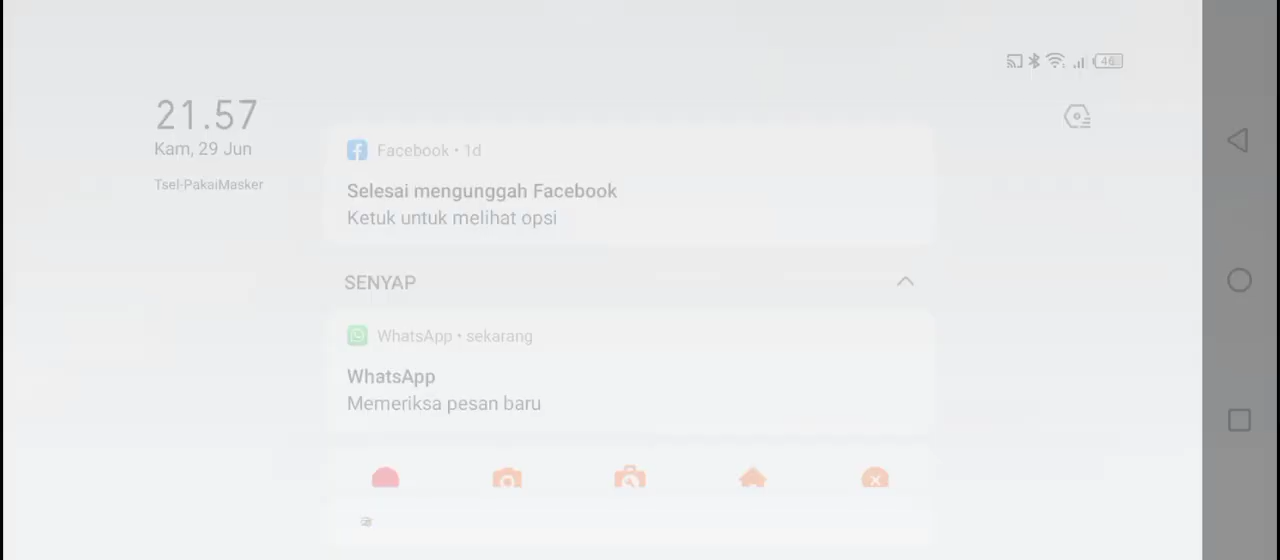 46
21.57
Kam, 29 Jun
Tsel-PakaiMasker
Facebook • 1d
Selesai mengunggah Facebook
Ketuk untuk melihat opsi
SENYAP
WhatsApp • sekarang
WhatsApp
Memeriksa pesan baru